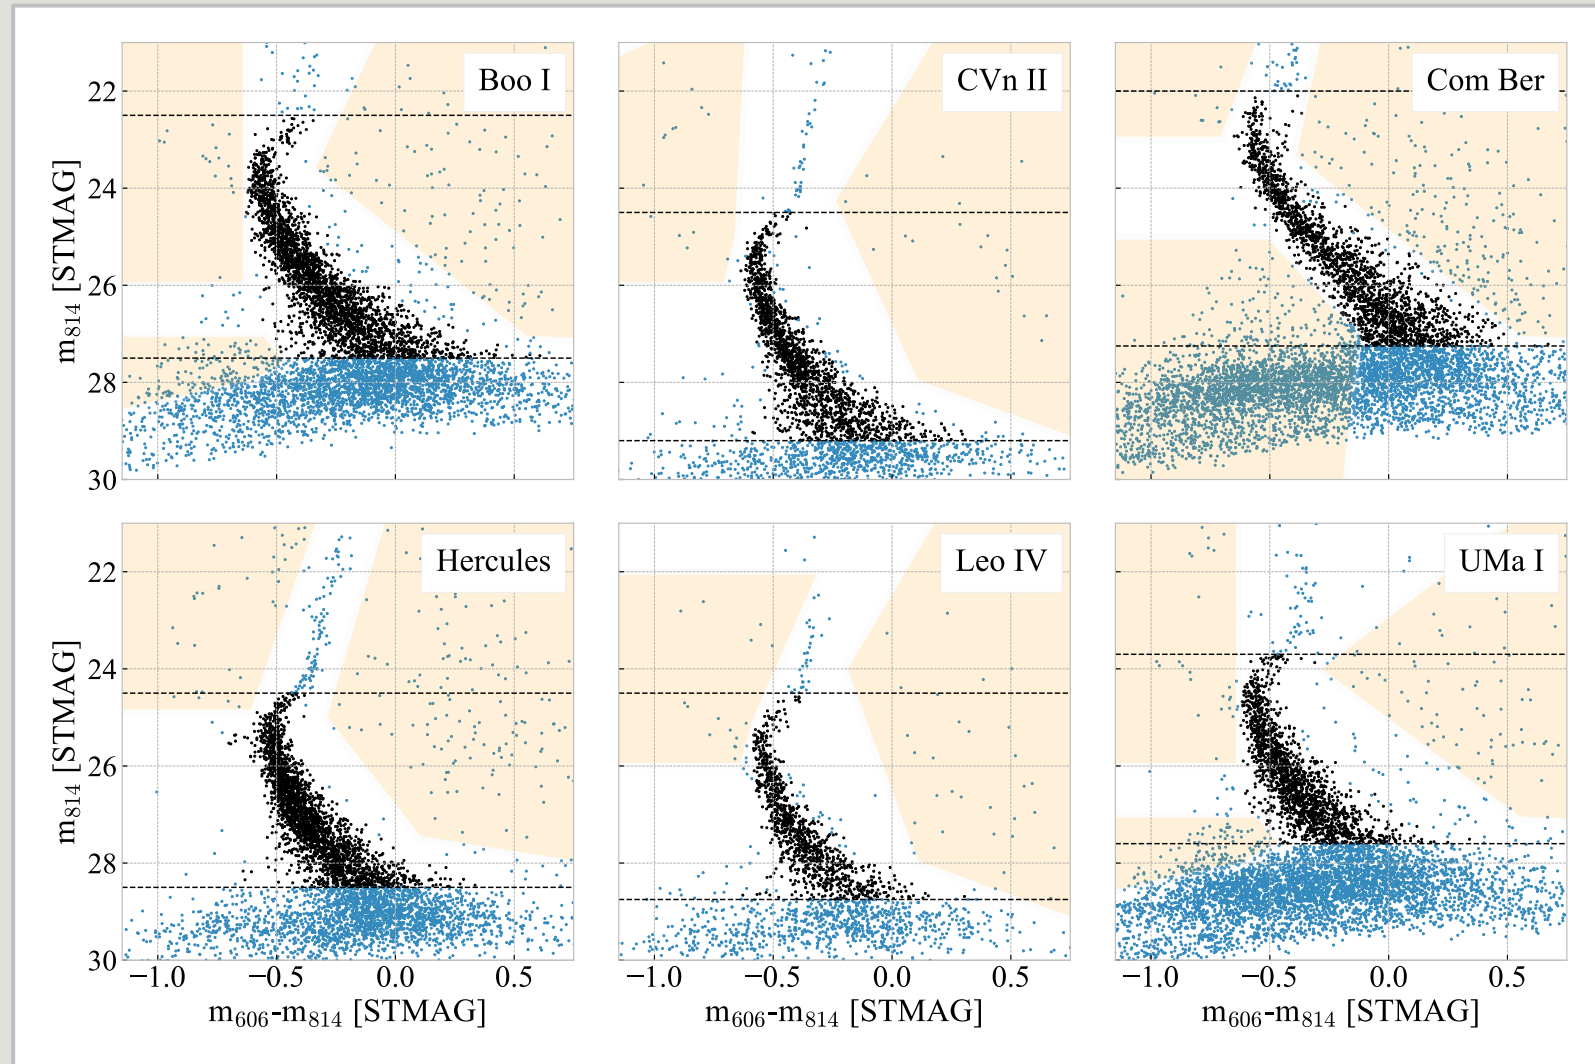 Boo I
CVn II
Com Ber
22
24
26
28
30
m₈₁₄ [STMAG]
Hercules
Leo IV
UMa I
22
24
26
28
30
m₈₁₄ [STMAG]
−1.0 −0.5 0.0 0.5
−1.0 −0.5 0.0 0.5
−1.0 −0.5 0.0 0.5
m₆₀₆-m₈₁₄ [STMAG]
m₆₀₆-m₈₁₄ [STMAG]
m₆₀₆-m₈₁₄ [STMAG]